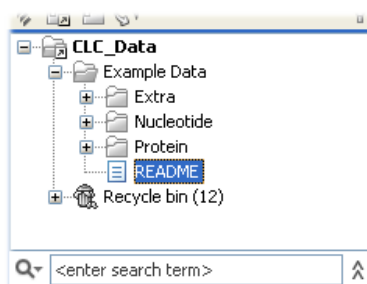 CLC_Data
Example Data
Extra
Nucleotide
Protein
README
Recycle bin (12)
<enter search term>